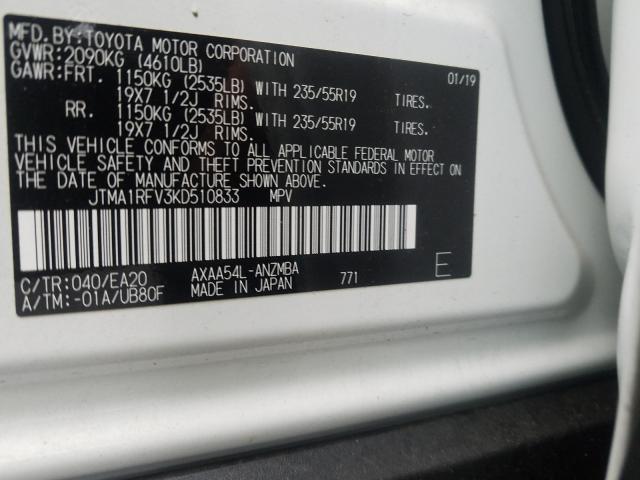 MFD.BY:TOYOTA MOTOR CORPORATION 01/19
GVWR:2090KG (4610LB)
GAWR:FRT. 1150KG (2535LB) WITH 235/55R19 TIRES.
19X7 1/2J RIMS.
RR. 1150KG (2535LB) WITH 235/55R19 TIRES.
19X7 1/2J RIMS.
THIS VEHICLE CONFORMS TO ALL APPLICABLE FEDERAL MOTOR
VEHICLE SAFETY AND THEFT PREVENTION STANDARDS IN EFFECT ON
THE DATE OF MANUFACTURE SHOWN ABOVE.
JTMA1RFV3KD510833 MPV
C/TR:040/EA20 AXAA54L-ANZMBA
A/TM:-01A/UB80F MADE IN JAPAN 771 E